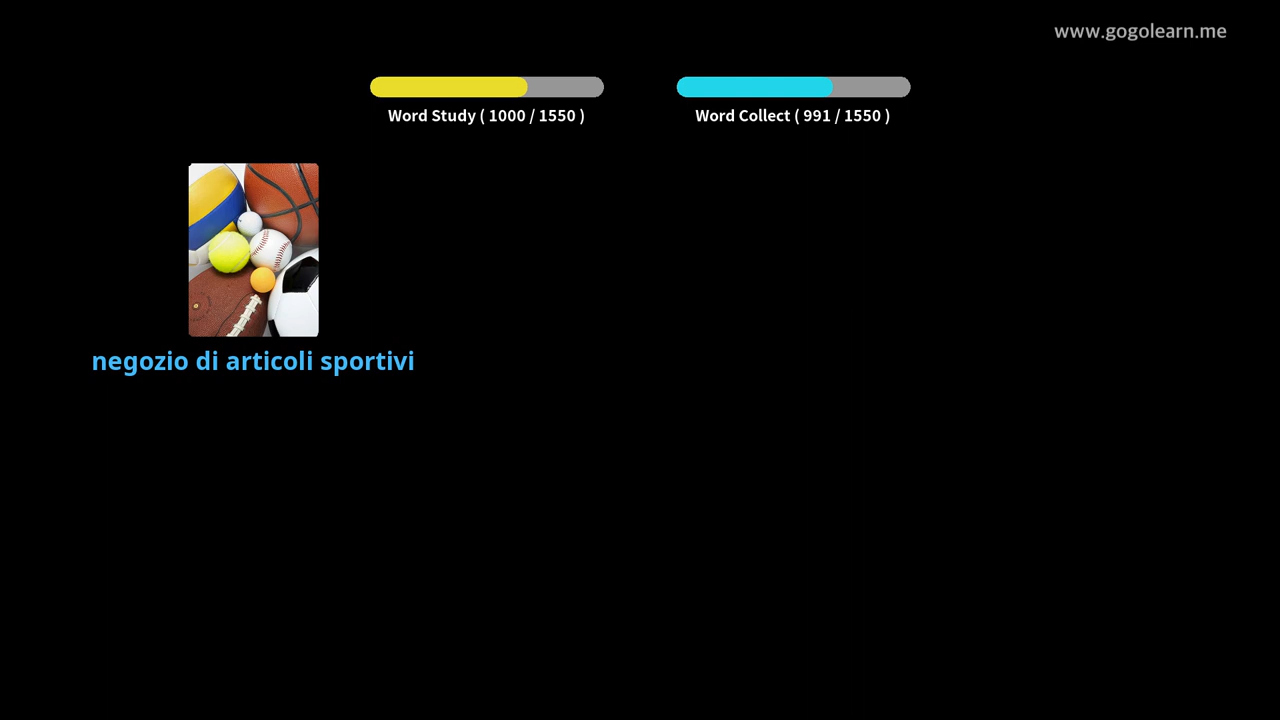 www.gogolearn.me
Word Study ( 1000 / 1550 )
Word Collect ( 991 / 1550 )
negozio di articoli sportivi